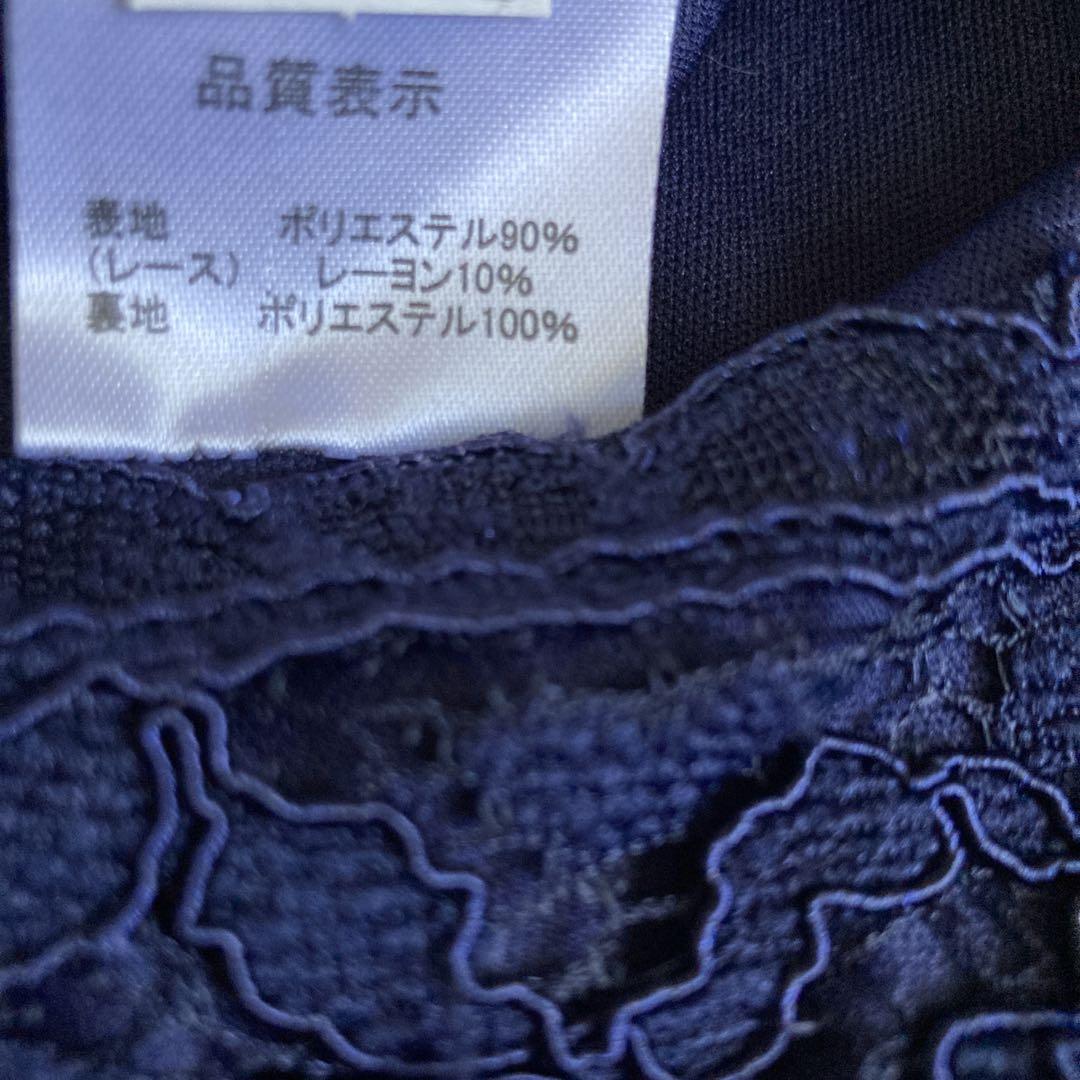 品質表示
表地 ポリエステル90%
(レース) レーヨン10%
裏地 ポリエステル100%